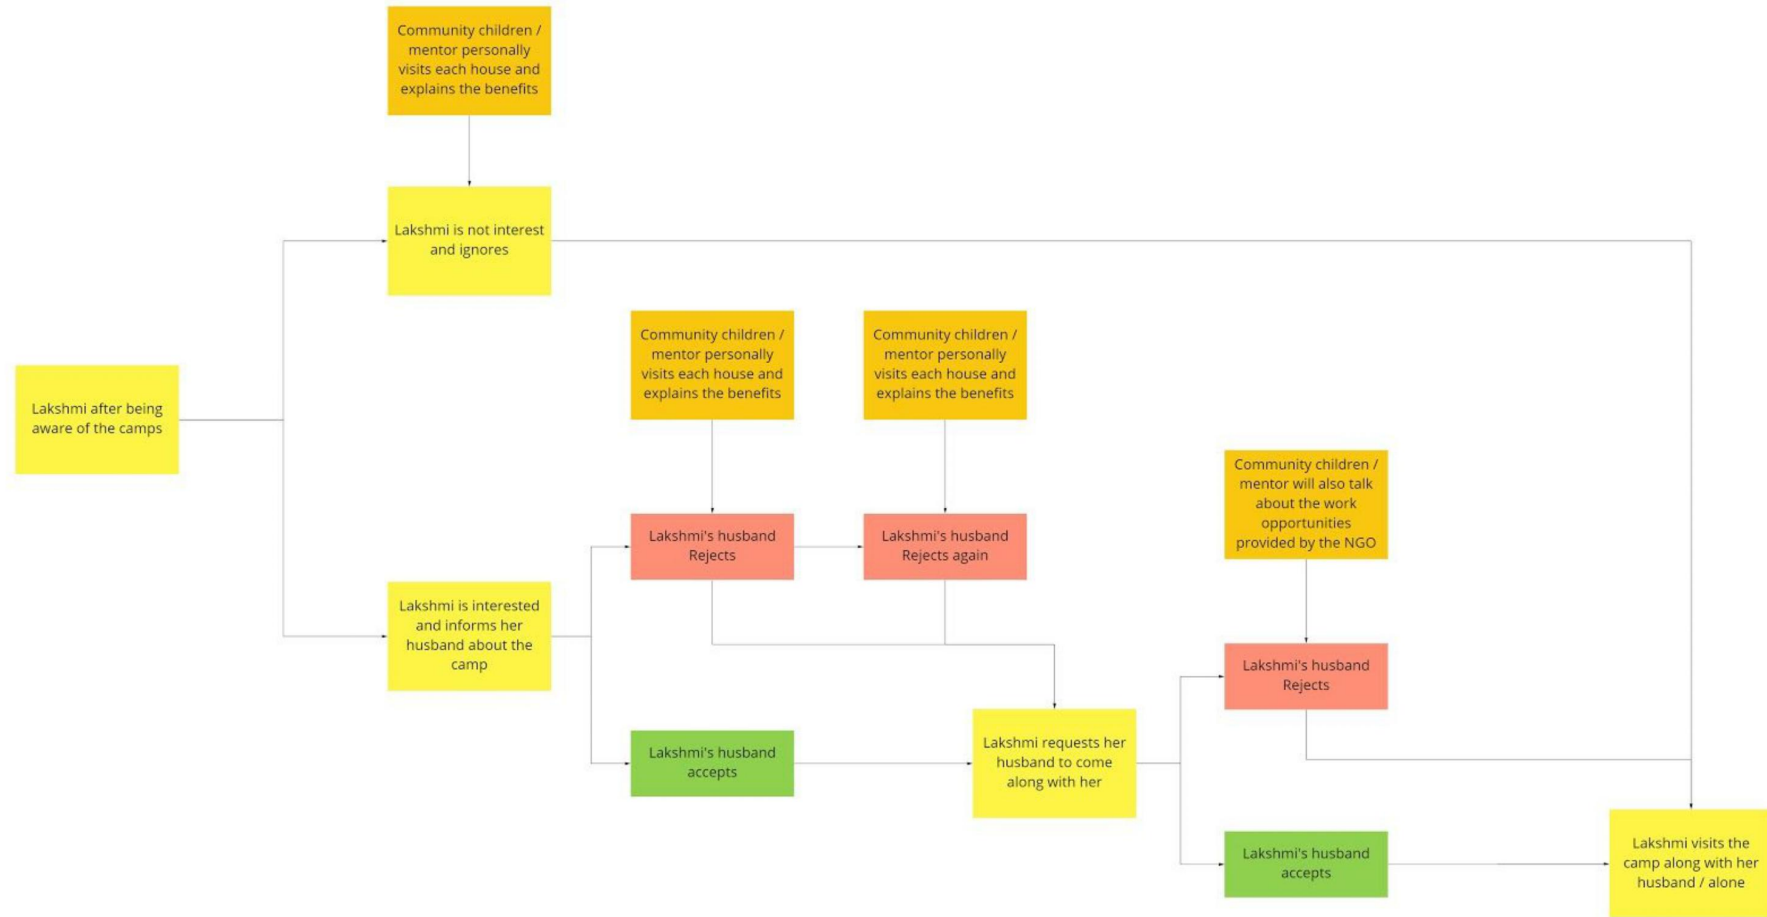 Community children /
mentor personally
visits each house and
explains the benefits
Lakshmi is not interest
and ignores
Community children /
mentor personally
visits each house and
explains the benefits
Community children /
mentor personally
visits each house and
explains the benefits
Lakshmi after being
aware of the camps
Community children /
mentor will also talk
about the work
opportunities
provided by the NGO
Lakshmi's husband
Rejects
Lakshmi's husband
Rejects again
Lakshmi is interested
and informs her
husband about the
camp
Lakshmi's husband
Rejects
Lakshmi's husband
accepts
Lakshmi requests her
husband to come
along with her
Lakshmi's husband
accepts
Lakshmi visits the
camp along with her
husband / alone